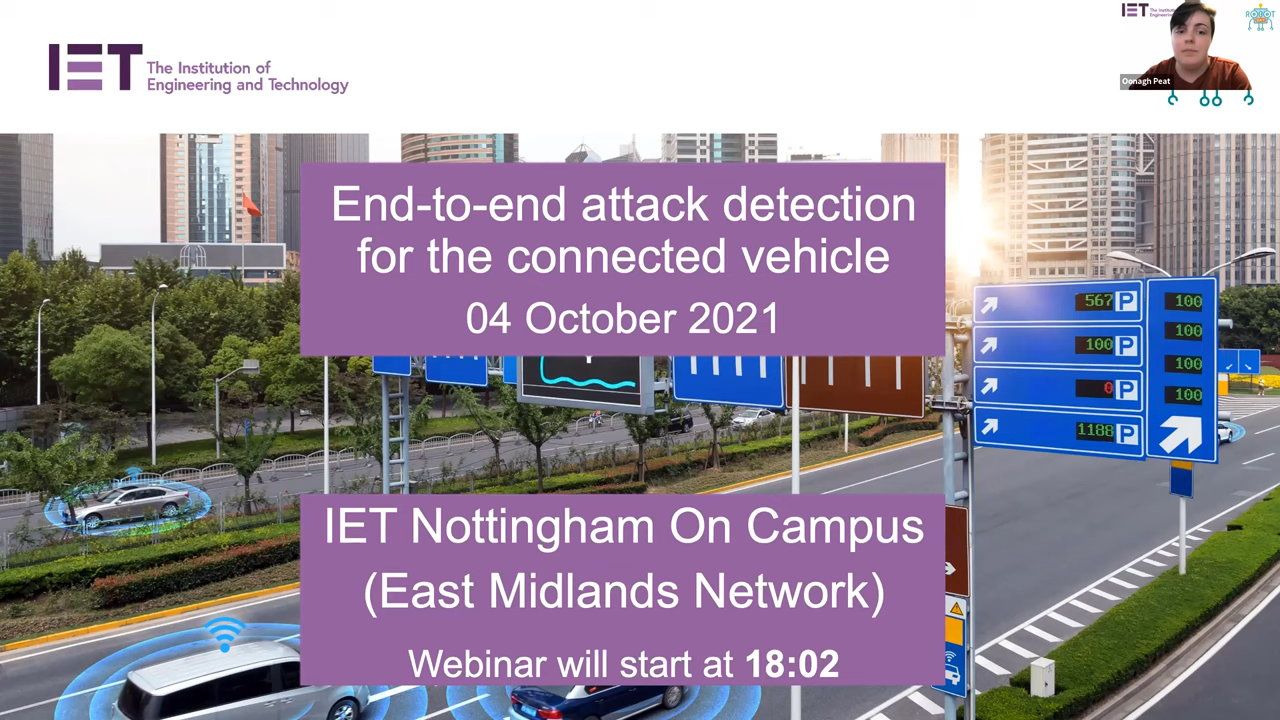 IET The Institution of
Engineering and Technology
IET
Oonagh Peat
ROBOT
End-to-end attack detection
for the connected vehicle
04 October 2021
567 P
100 P
0 P
1188 P
100
100
100
100
IET Nottingham On Campus
(East Midlands Network)
Webinar will start at 18:02